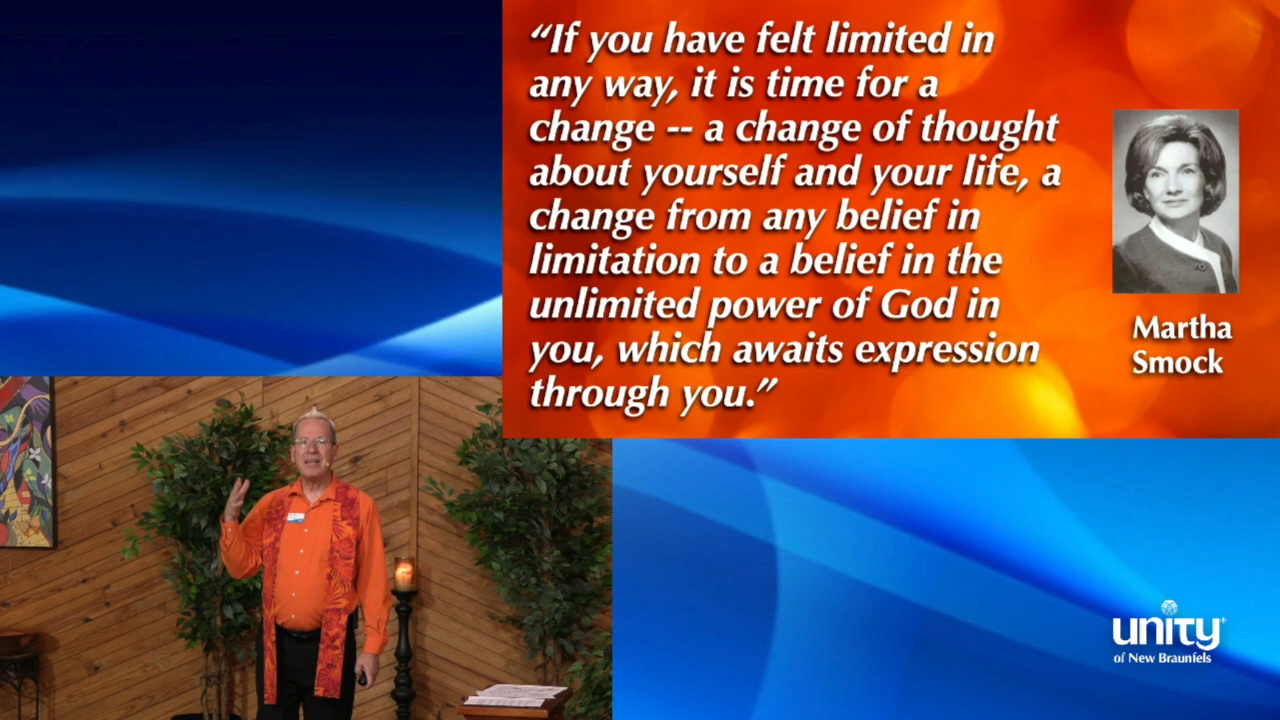 “If you have felt limited in
any way, it is time for a
change -- a change of thought
about yourself and your life, a
change from any belief in
limitation to a belief in the
unlimited power of God in
you, which awaits expression
through you.”
Martha
Smock
unity
of New Braunfels